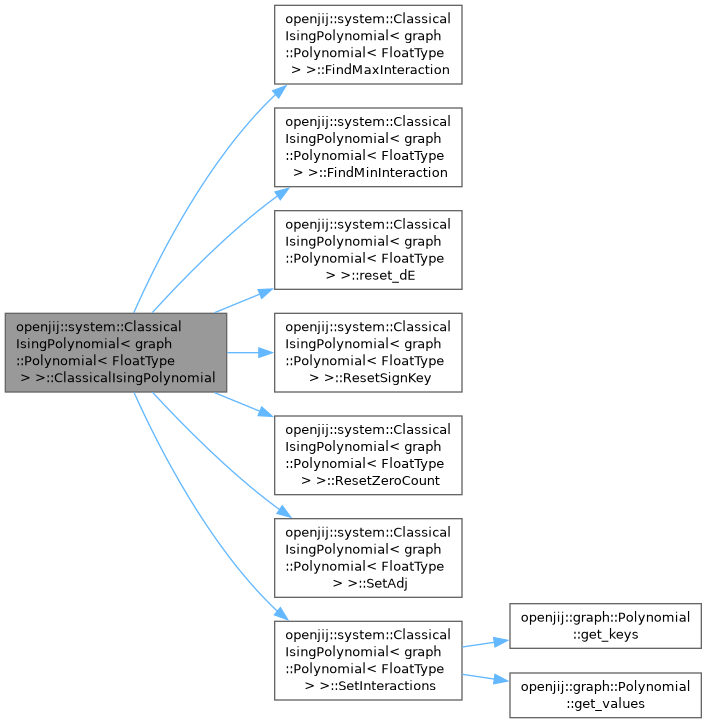 openjij::system::Classical
IsingPolynomial< graph
::Polynomial< FloatType
> >::FindMaxInteraction
openjij::system::Classical
IsingPolynomial< graph
::Polynomial< FloatType
> >::FindMinInteraction
openjij::system::Classical
IsingPolynomial< graph
::Polynomial< FloatType
> >::reset_dE
openjij::system::Classical
IsingPolynomial< graph
::Polynomial< FloatType
> >::ClassicalIsingPolynomial
openjij::system::Classical
IsingPolynomial< graph
::Polynomial< FloatType
> >::ResetSignKey
openjij::system::Classical
IsingPolynomial< graph
::Polynomial< FloatType
> >::ResetZeroCount
openjij::system::Classical
IsingPolynomial< graph
::Polynomial< FloatType
> >::SetAdj
openjij::system::Classical
IsingPolynomial< graph
::Polynomial< FloatType
> >::SetInteractions
openjij::graph::Polynomial
::get_keys
openjij::graph::Polynomial
::get_values